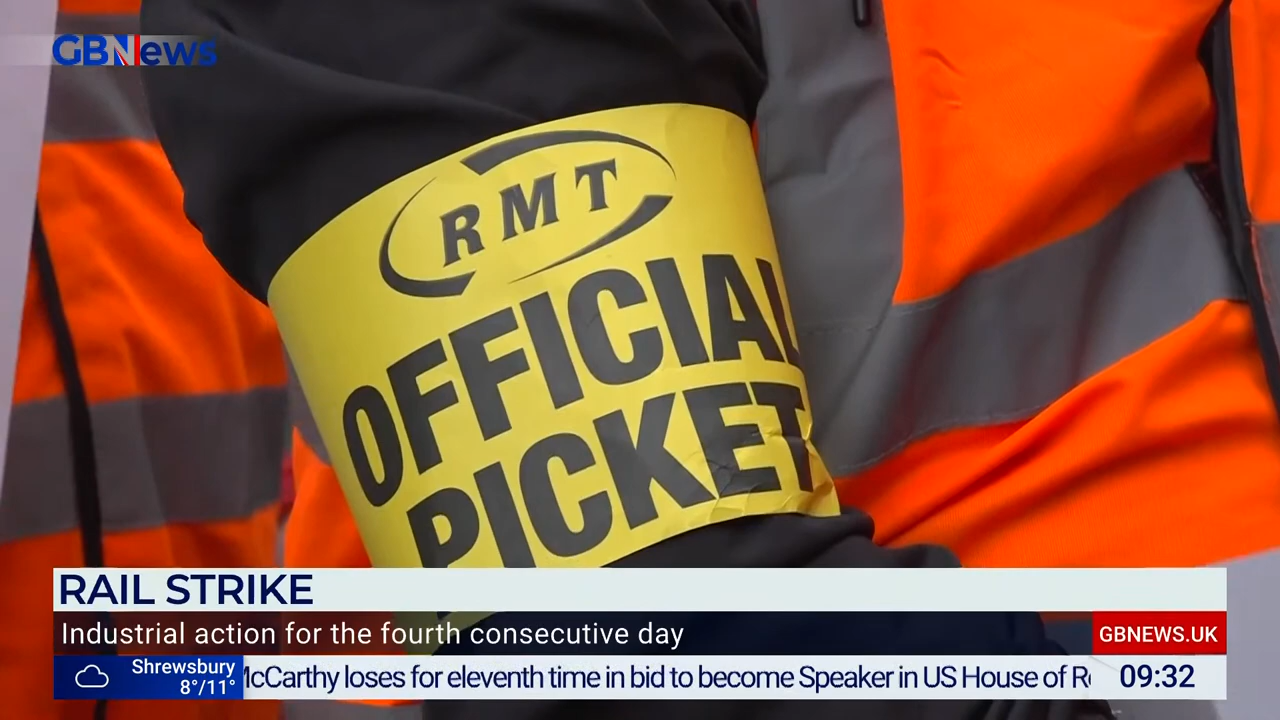 GBNews
RMT
OFFICIAL
PICKET
RAIL STRIKE
Industrial action for the fourth consecutive day
GBNEWS.UK
Shrewsbury
8°/11°
McCarthy loses for eleventh time in bid to become Speaker in US House of Re
09:32